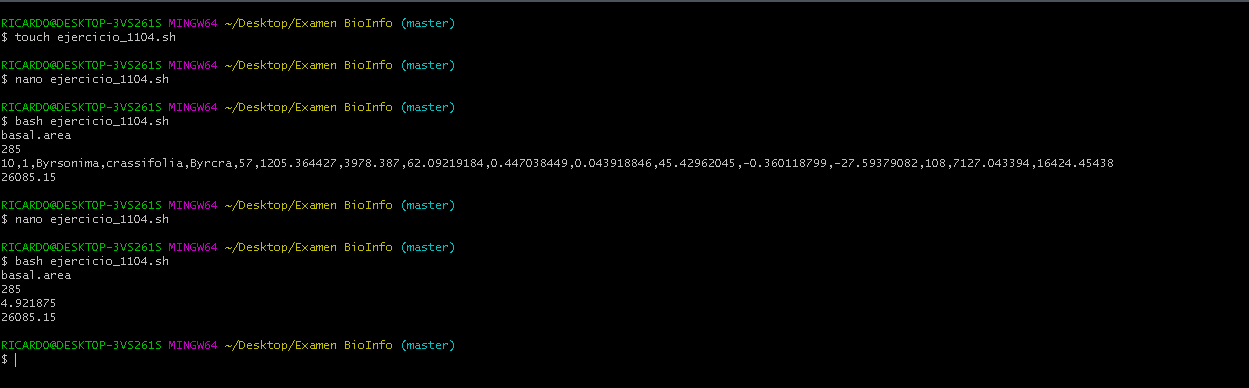 RICARDO@DESKTOP-3VS261S MINGW64 ~/Desktop/Examen BioInfo (master)
$ touch ejercicio_1104.sh
RICARDO@DESKTOP-3VS261S MINGW64 ~/Desktop/Examen BioInfo (master)
$ nano ejercicio_1104.sh
RICARDO@DESKTOP-3VS261S MINGW64 ~/Desktop/Examen BioInfo (master)
$ bash ejercicio_1104.sh
basal.area
285
10,1,Byrsonima,crassifolia,Byrcra,57,1205.364427,3978.387,62.09219184,0.447038449,0.043918846,45.42962045,-0.360118799,-27.59379082,108,7127.043394,16424.45438
26085.15
RICARDO@DESKTOP-3VS261S MINGW64 ~/Desktop/Examen BioInfo (master)
$ nano ejercicio_1104.sh
RICARDO@DESKTOP-3VS261S MINGW64 ~/Desktop/Examen BioInfo (master)
$ bash ejercicio_1104.sh
basal.area
285
4.921875
26085.15
RICARDO@DESKTOP-3VS261S MINGW64 ~/Desktop/Examen BioInfo (master)
$